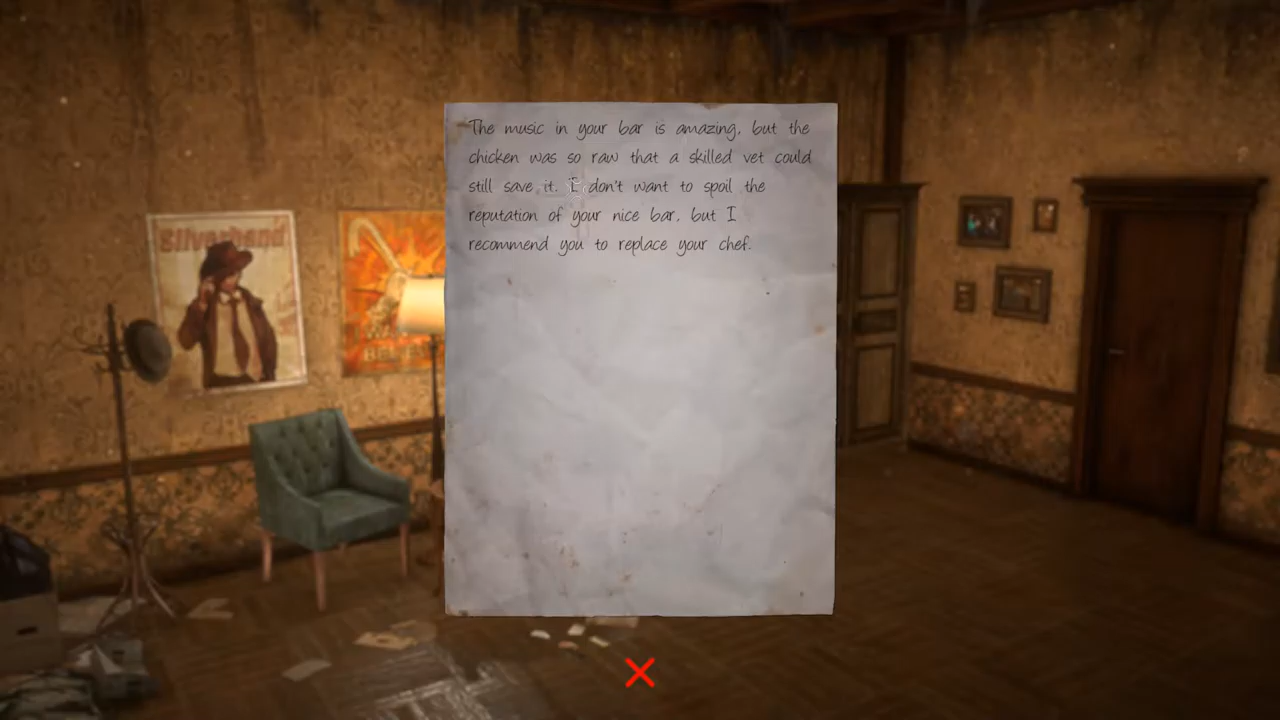 Silverhand
The music in your bar is amazing, but the
chicken was so raw that a skilled vet could
still save it. I don't want to spoil the
reputation of your nice bar, but I
recommend you to replace your chef.